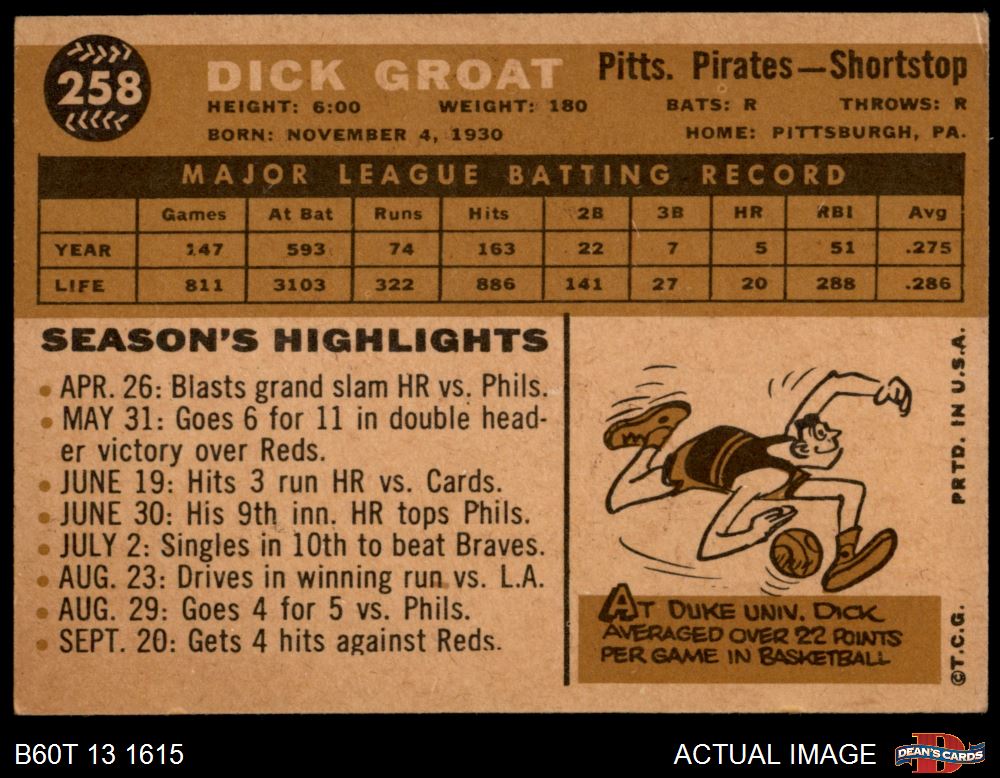 258
DICK GROAT
Pitts. Pirates—Shortstop
HEIGHT: 6:00 WEIGHT: 180 BATS: R THROWS: R
BORN: NOVEMBER 4, 1930 HOME: PITTSBURGH, PA.
MAJOR LEAGUE BATTING RECORD
Games At Bat Runs Hits 2B 3B HR RBI Avg
YEAR 147 593 74 163 22 7 5 51 .275
LIFE 811 3103 322 886 141 27 20 288 .286
SEASON'S HIGHLIGHTS
• APR. 26: Blasts grand slam HR vs. Phils.
• MAY 31: Goes 6 for 11 in double head-
er victory over Reds.
• JUNE 19: Hits 3 run HR vs. Cards.
• JUNE 30: His 9th inn. HR tops Phils.
• JULY 2: Singles in 10th to beat Braves.
• AUG. 23: Drives in winning run vs. L.A.
• AUG. 29: Goes 4 for 5 vs. Phils.
• SEPT. 20: Gets 4 hits against Reds.
AT DUKE UNIV. DICK
AVERAGED OVER 22 POINTS
PER GAME IN BASKETBALL
©T.C.G. PRTD. IN U.S.A.
B60T 13 1615
ACTUAL IMAGE
D
DEAN'S CARDS